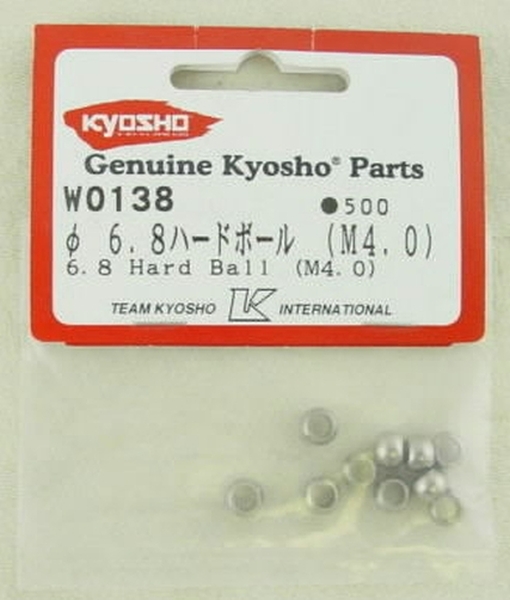 KYOSHO
Genuine Kyosho® Parts
W0138 ●500
φ 6.8ハードボール (M4.0)
6.8 Hard Ball (M4.0)
TEAM KYOSHO K INTERNATIONAL